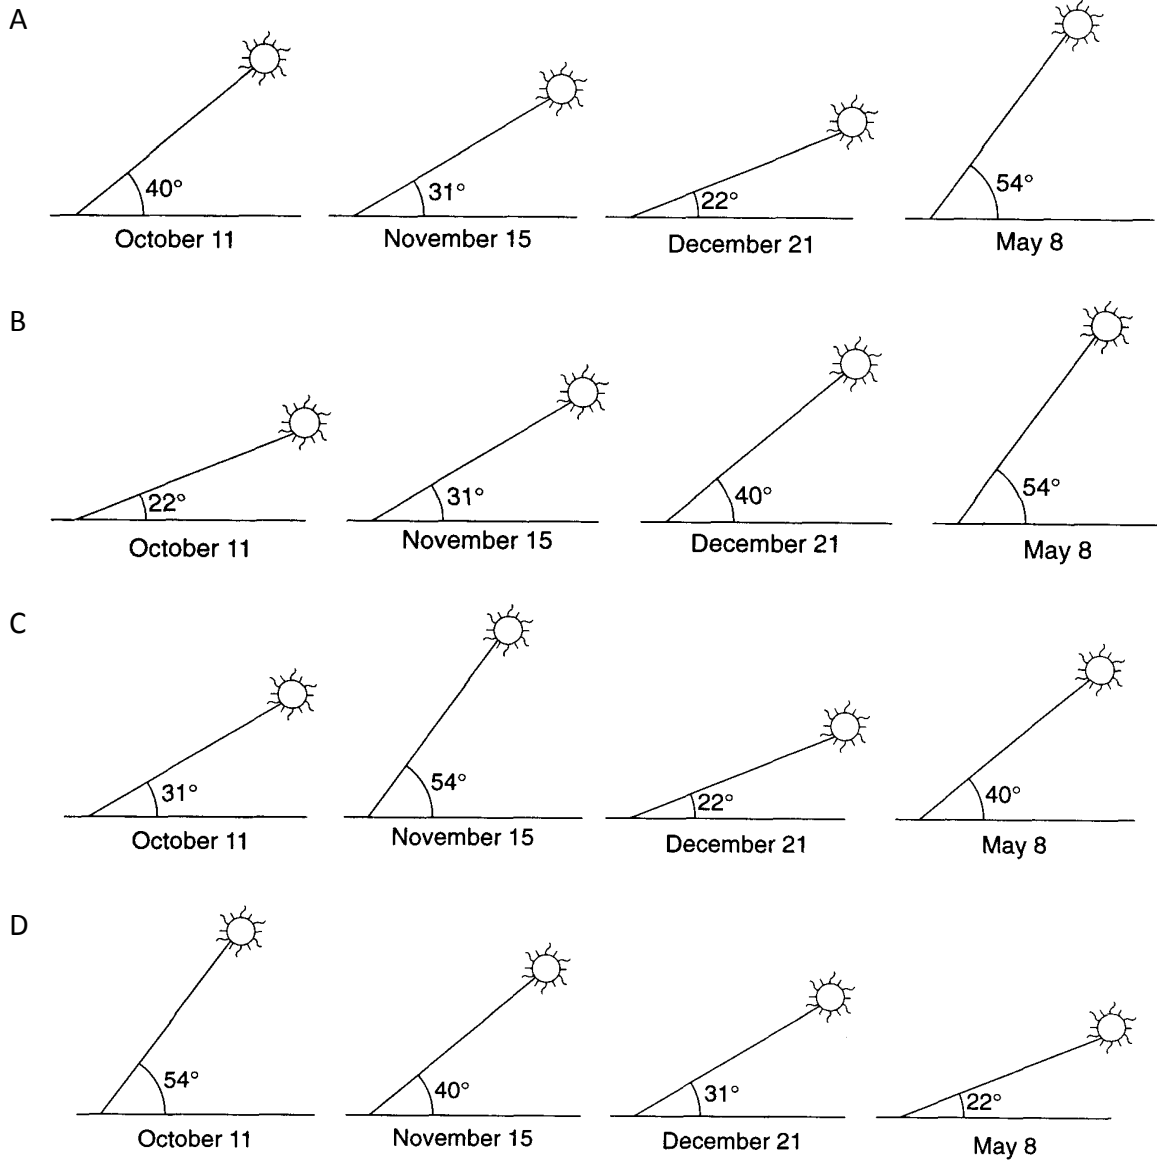 A
40° 31° 22° 54°
October 11 November 15 December 21 May 8
B
22° 31° 40° 54°
October 11 November 15 December 21 May 8
C
31° 54° 22° 40°
October 11 November 15 December 21 May 8
D
54° 40° 31° 22°
October 11 November 15 December 21 May 8